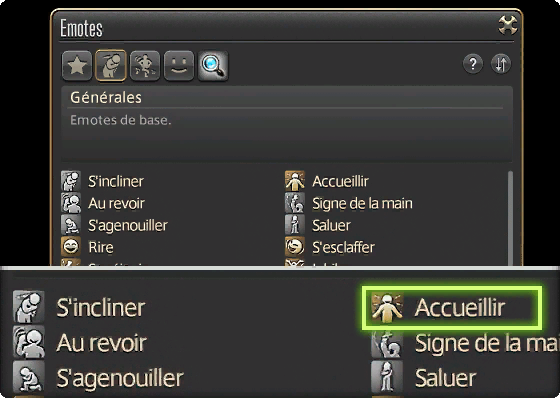 Emotes
?
Générales
Emotes de base.
S'incliner Accueillir
Au revoir Signe de la main
S'agenouiller Saluer
Rire S'esclaffer
S'incliner Accueillir
Au revoir Signe de la mai
S'agenouiller Saluer